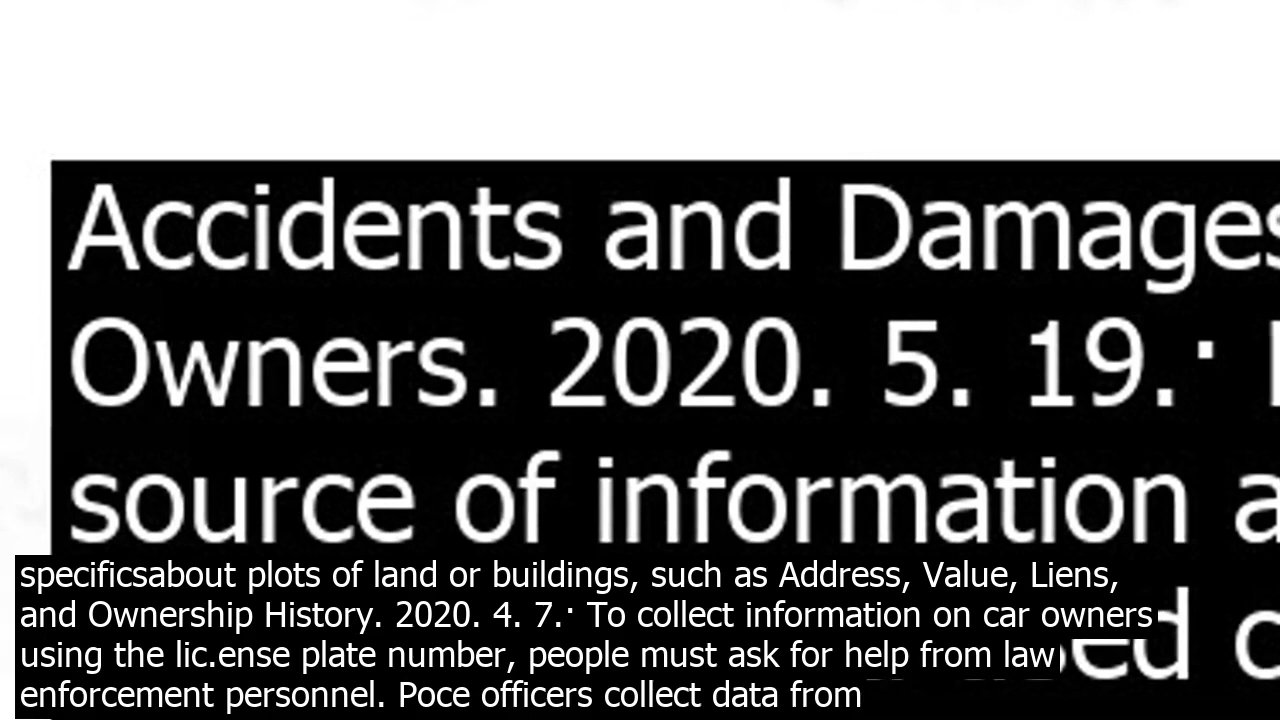 Accidents and Damages
Owners. 2020. 5. 19.·
source of information
specificsabout plots of land or buildings, such as Address, Value, Liens,
and Ownership History. 2020. 4. 7.· To collect information on car owners
using the lic.ense plate number, people must ask for help from law
enforcement personnel. Poce officers collect data from